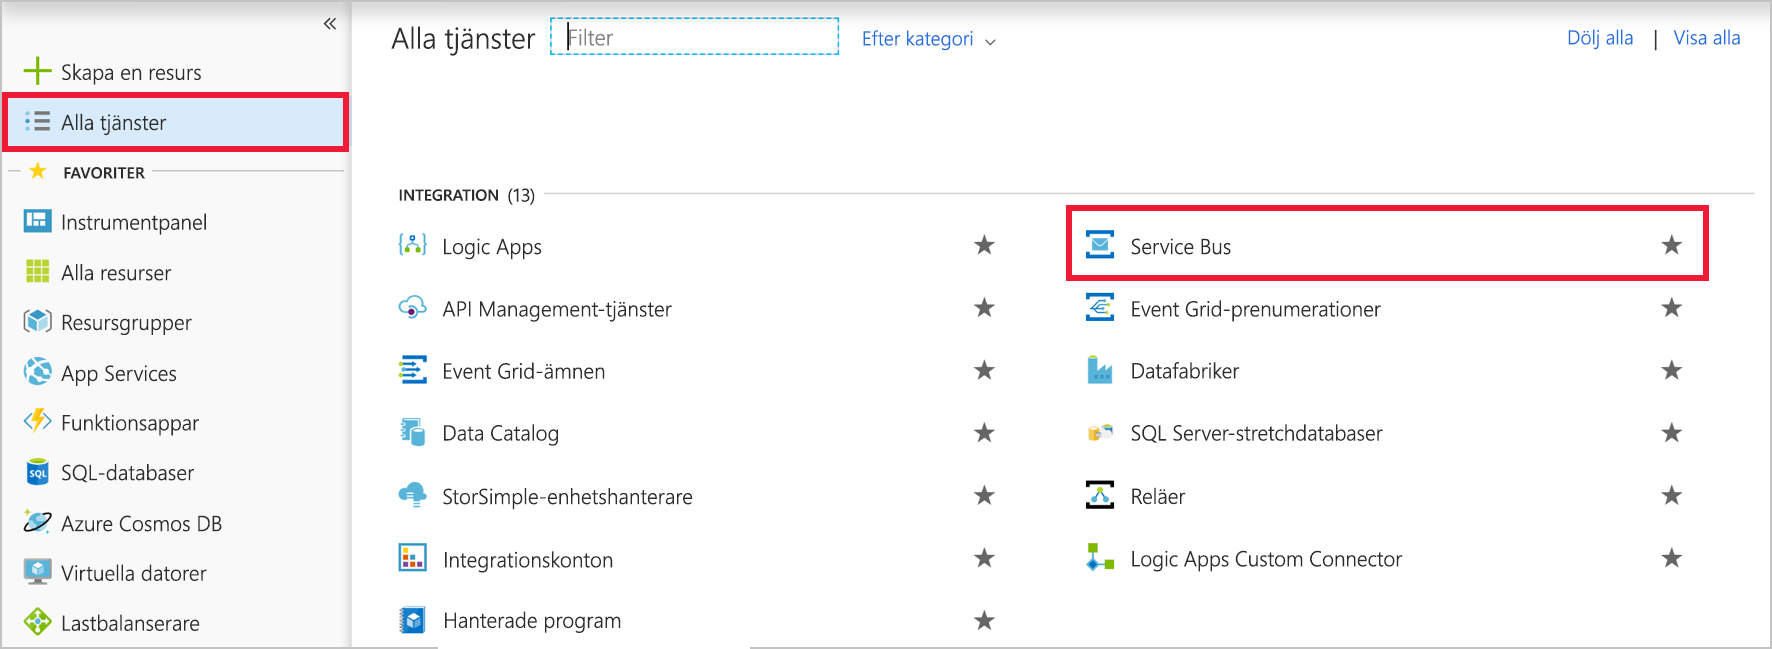 «
Skapa en resurs
Alla tjänster
FAVORITER
Instrumentpanel
Alla resurser
Resursgrupper
App Services
Funktionsappar
SQL-databaser
SQL
Azure Cosmos DB
Virtuella datorer
Lastbalanserare
Alla tjänster
Filter
Efter kategori
Dölj alla | Visa alla
INTEGRATION (13)
Logic Apps
Service Bus
API Management-tjänster
Event Grid-prenumerationer
Event Grid-ämnen
Datafabriker
Data Catalog
SQL Server-stretchdatabaser
StorSimple-enhetshanterare
Reläer
Integrationskonton
Logic Apps Custom Connector
Hanterade program